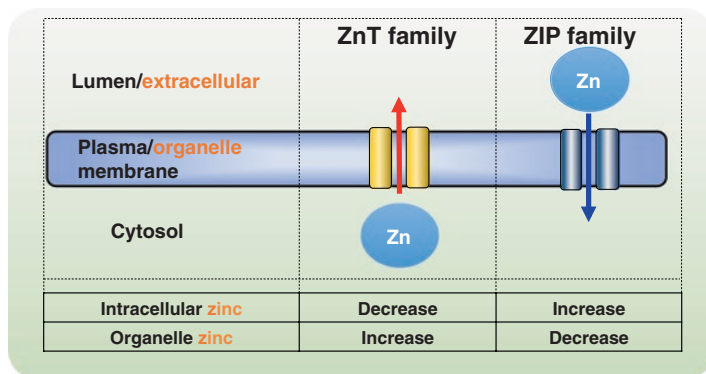 ZnT family ZIP family
Lumen/extracellular
Zn
Plasma/organelle
membrane
Cytosol
Zn
Intracellular zinc Decrease Increase
Organelle zinc Increase Decrease